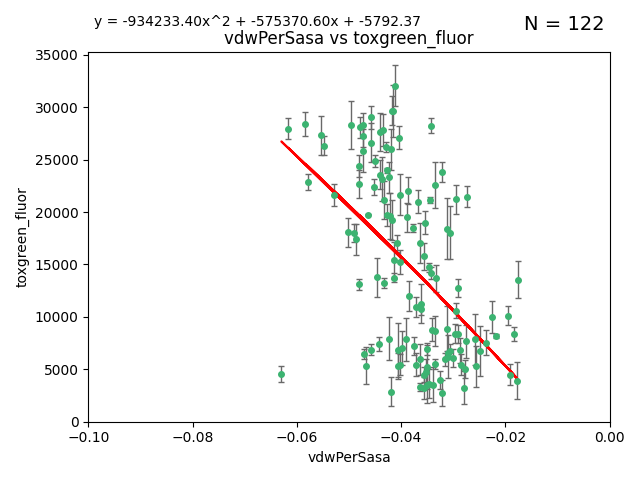 y = -934233.40x^2 + -575370.60x + -5792.37
N = 122
vdwPerSasa vs toxgreen_fluor
35000
30000
25000
20000
15000
10000
5000
0
toxgreen_fluor
−0.10 −0.08 −0.06 −0.04 −0.02 0.00
vdwPerSasa